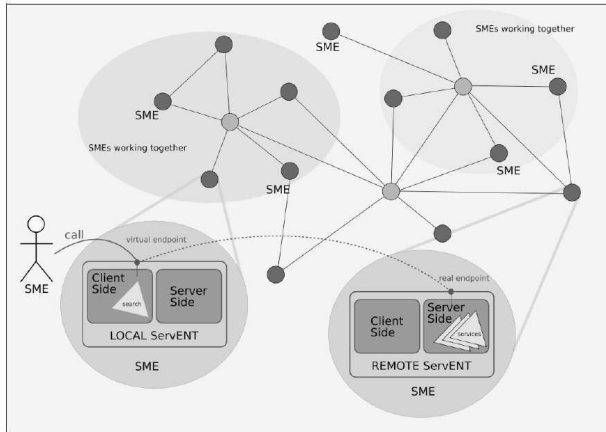 SMEs working together
SME
SME
SME
SMEs working together
SME
SME
call
virtual endpoint
SME
Client
Side
search
Server
Side
LOCAL ServENT
SME
real endpoint
Client
Side
Server
Side
services
REMOTE ServENT
SME